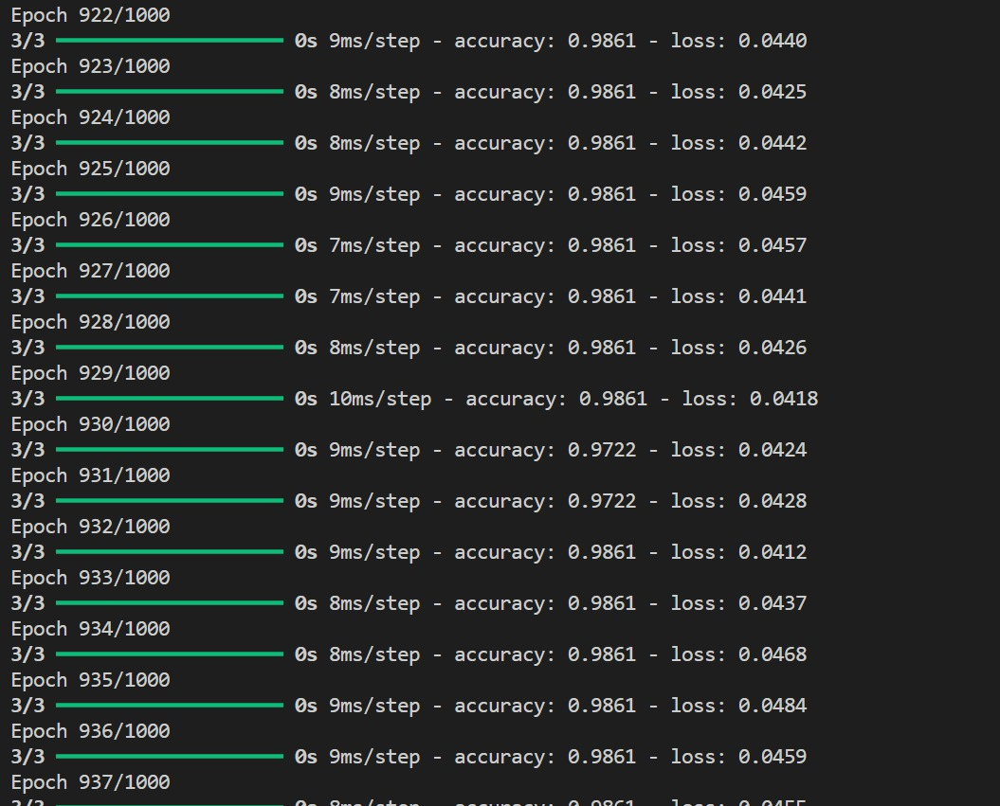 Epoch 922/1000
3/3 0s 9ms/step - accuracy: 0.9861 - loss: 0.0440
Epoch 923/1000
3/3 0s 8ms/step - accuracy: 0.9861 - loss: 0.0425
Epoch 924/1000
3/3 0s 8ms/step - accuracy: 0.9861 - loss: 0.0442
Epoch 925/1000
3/3 0s 9ms/step - accuracy: 0.9861 - loss: 0.0459
Epoch 926/1000
3/3 0s 7ms/step - accuracy: 0.9861 - loss: 0.0457
Epoch 927/1000
3/3 0s 7ms/step - accuracy: 0.9861 - loss: 0.0441
Epoch 928/1000
3/3 0s 8ms/step - accuracy: 0.9861 - loss: 0.0426
Epoch 929/1000
3/3 0s 10ms/step - accuracy: 0.9861 - loss: 0.0418
Epoch 930/1000
3/3 0s 9ms/step - accuracy: 0.9722 - loss: 0.0424
Epoch 931/1000
3/3 0s 9ms/step - accuracy: 0.9722 - loss: 0.0428
Epoch 932/1000
3/3 0s 9ms/step - accuracy: 0.9861 - loss: 0.0412
Epoch 933/1000
3/3 0s 8ms/step - accuracy: 0.9861 - loss: 0.0437
Epoch 934/1000
3/3 0s 8ms/step - accuracy: 0.9861 - loss: 0.0468
Epoch 935/1000
3/3 0s 9ms/step - accuracy: 0.9861 - loss: 0.0484
Epoch 936/1000
3/3 0s 9ms/step - accuracy: 0.9861 - loss: 0.0459
Epoch 937/1000